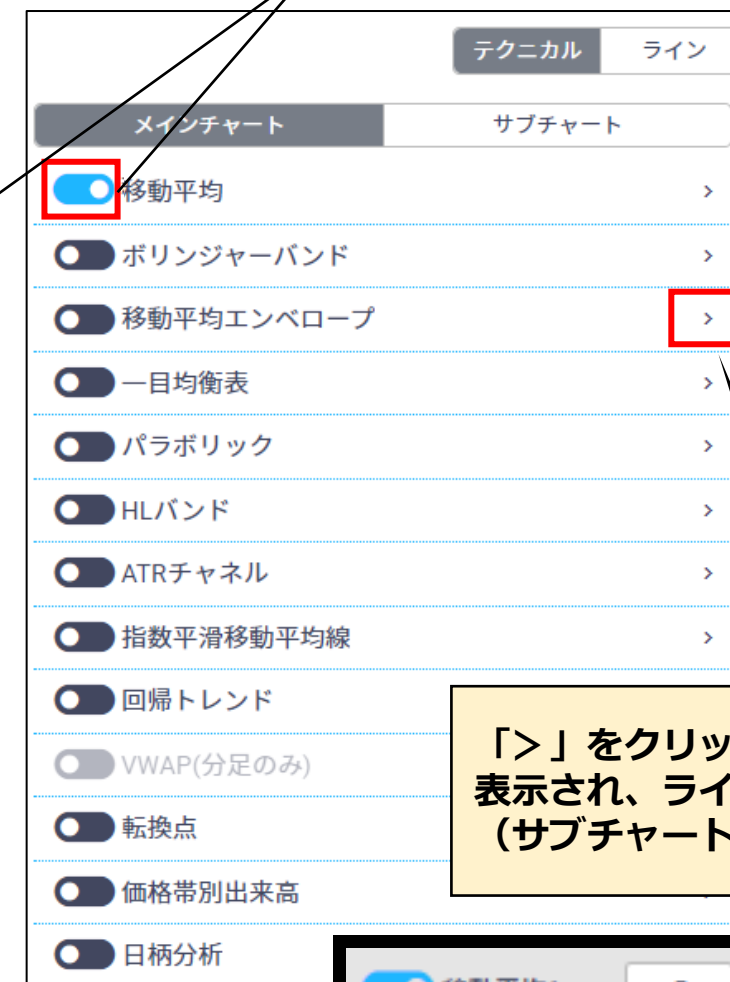 テクニカル ライン
メインチャート サブチャート
移動平均 >
ボリンジャーバンド >
移動平均エンベロープ >
一目均衡表 >
パラボリック >
HLバンド >
ATRチャネル >
指数平滑移動平均線 >
回帰トレンド
VWAP(分足のみ)
転換点
価格帯別出来高
日柄分析
「＞」をクリッ
表示され、ライ
（サブチャート